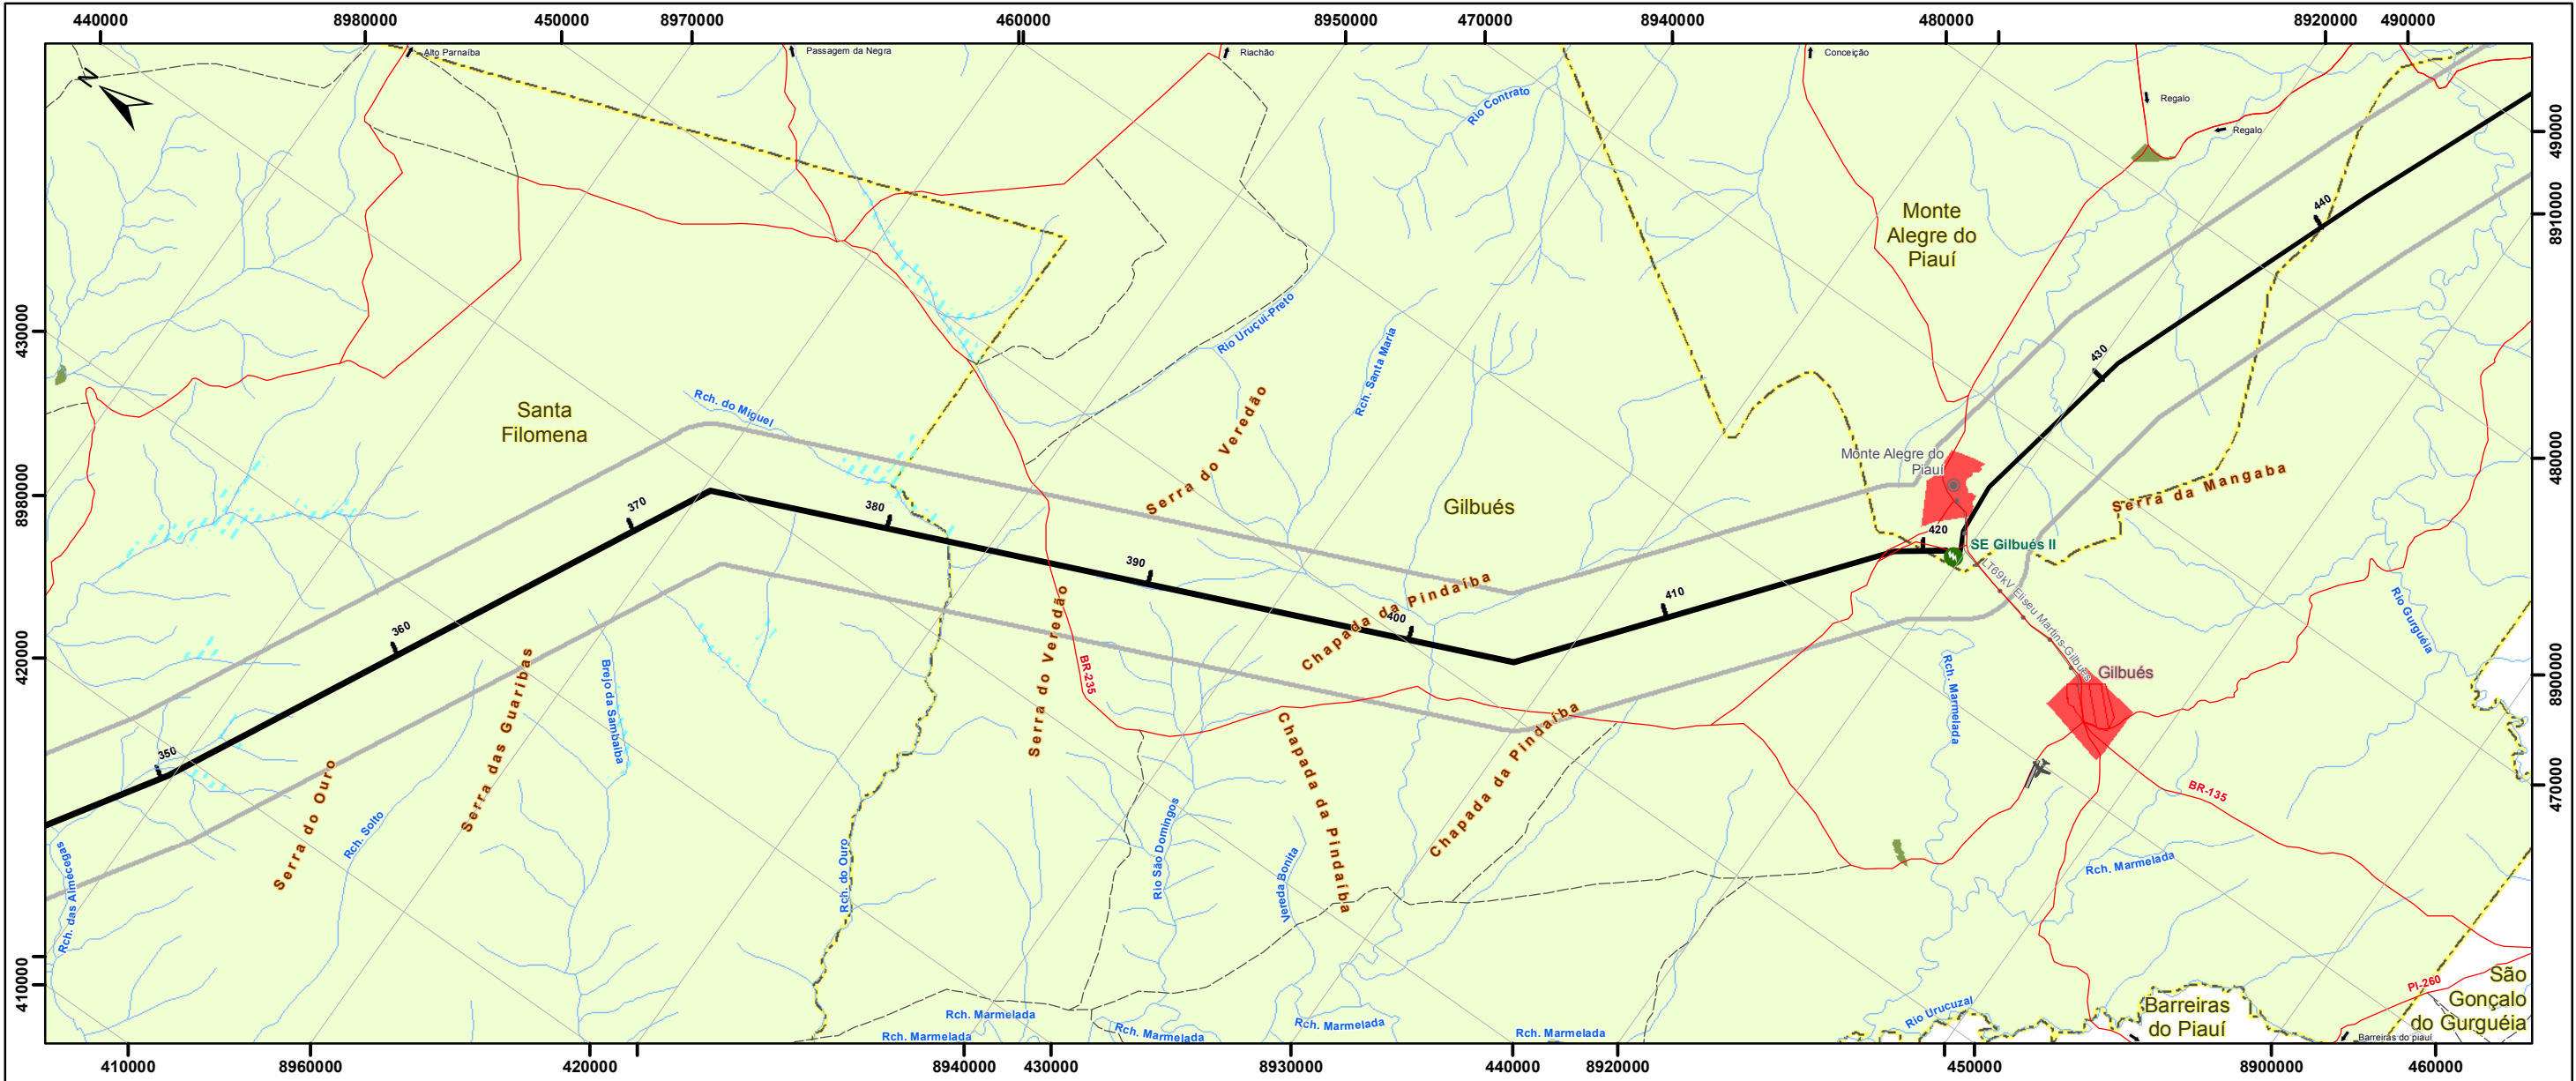 440000
8980000
450000
8970000
460000
8950000
470000
8940000
4800000
8920000
490000
Alto Parnaíba
Passagem da Negra
Riachão
Conceição
N
Regalo
Regalo
Rio Contrato
490000
8910000
480000
8900000
470000
430000
8980000
420000
410000
Monte
Alegre do
Piauí
440
430
Rio Uruçuí-Preto
Rch. Santa Maria
Santa
Filomena
Rch. do Miguel
Serra do Veredão
Gilbués
Monte Alegre do
Piauí
Serra da Mangaba
370
380
390
400
410
420
SE Gilbués II
LT69kV Eliseu Martins-Gilbués
360
350
Chapada da Pindaíba
Serra do Veredão
BR-235
Serra das Guaribas
Brejo da Sambaíba
Rio Gurguéia
Rch. Marmelada
Gilbués
Chapada da Pindaíba
Chapada da Pindaíba
Serra do Ouro
Rch. Solto
Rch. das Almécegas
Rch. do Ouro
Rio São Domingos
Vereda Bonita
BR-135
Rch. Marmelada
PI-260
São
Gonçalo
do Gurguéia
Barreiras
do Piauí
Rio Urucuzal
Rch. Marmelada
Rch. Marmelada
Rch. Marmelada
Rch. Marmelada
Rch. Marmelada
Barreiras do piauí
410000
8960000
420000
8940000
430000
8930000
440000
8920000
450000
8900000
460000